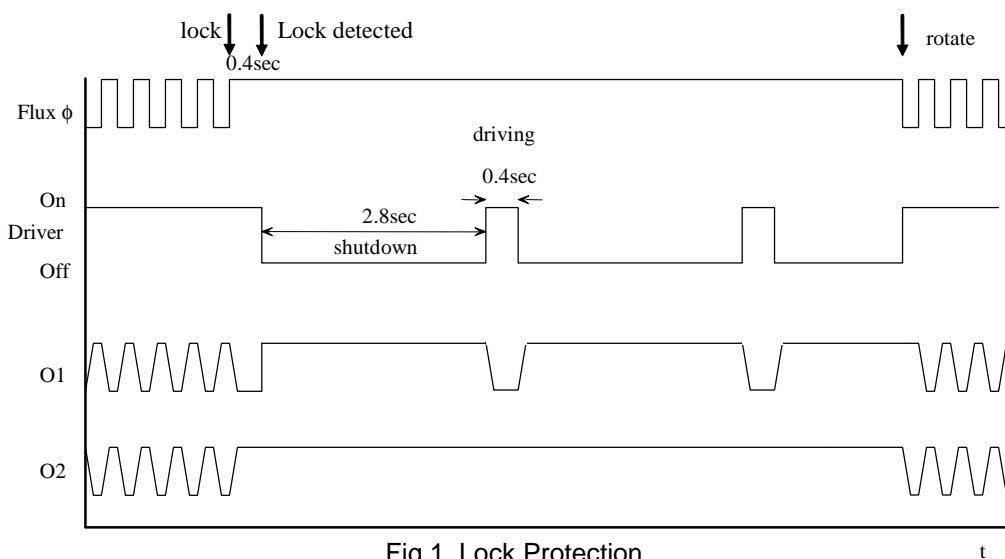 lock
Lock detected
rotate
0.4sec
Flux ϕ
driving
On
0.4sec
2.8sec
Driver
shutdown
Off
O1
O2
Fig.1 Lock Protection
t